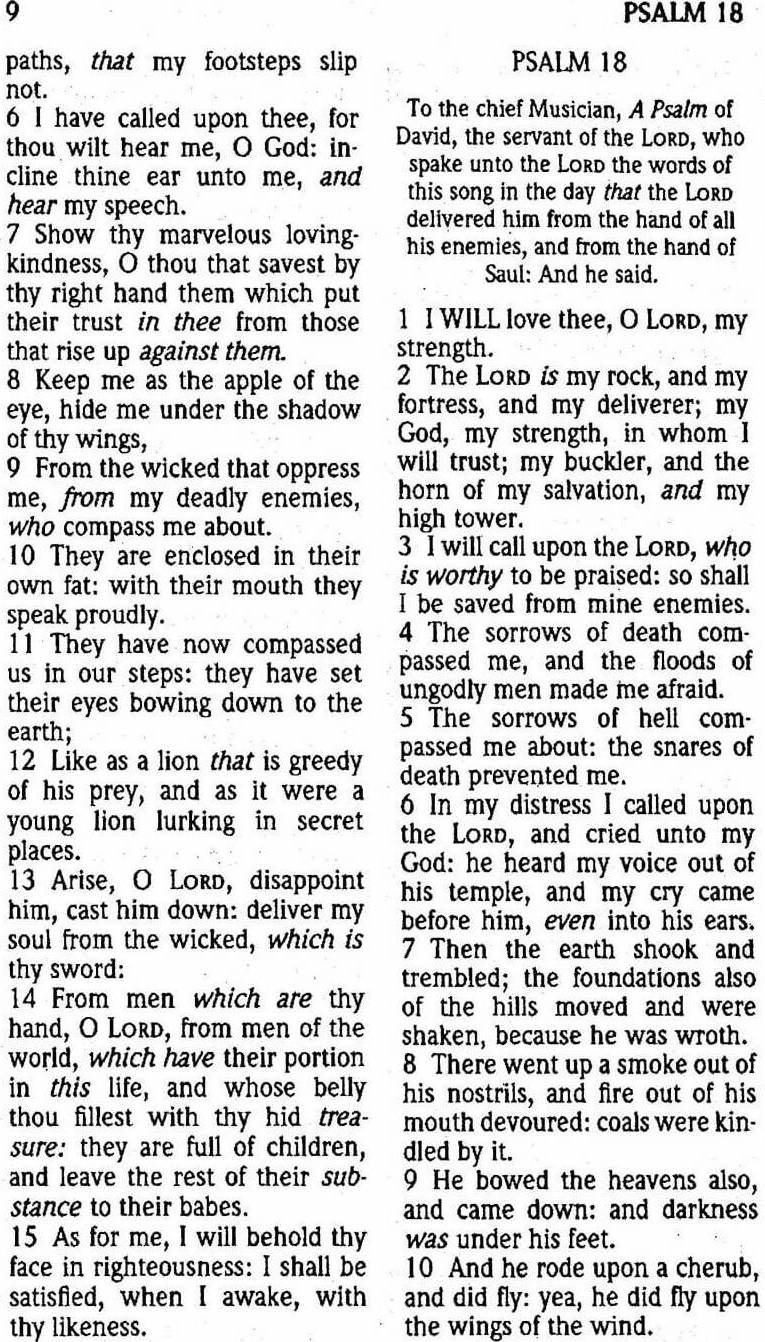 9
PSALM 18
paths, that my footsteps slip
not.
6 I have called upon thee, for
thou wilt hear me, O God: in-
cline thine ear unto me, and
hear my speech.
7 Show thy marvelous loving-
kindness, O thou that savest by
thy right hand them which put
their trust in thee from those
that rise up against them.
8 Keep me as the apple of the
eye, hide me under the shadow
of thy wings,
9 From the wicked that oppress
me, from my deadly enemies,
who compass me about.
10 They are enclosed in their
own fat: with their mouth they
speak proudly.
11 They have now compassed
us in our steps: they have set
their eyes bowing down to the
earth;
12 Like as a lion that is greedy
of his prey, and as it were a
young lion lurking in secret
places.
13 Arise, O LORD, disappoint
him, cast him down: deliver my
soul from the wicked, which is
thy sword:
14 From men which are thy
hand, O LORD, from men of the
world, which have their portion
in this life, and whose belly
thou fillest with thy hid trea-
sure: they are full of children,
and leave the rest of their sub-
stance to their babes.
15 As for me, I will behold thy
face in righteousness: I shall be
satisfied, when I awake, with
thy likeness.
PSALM 18
To the chief Musician, A Psalm of
David, the servant of the LORD, who
spake unto the LORD the words of
this song in the day that the LORD
delivered him from the hand of all
his enemies, and from the hand of
Saul: And he said.
1 I WILL love thee, O LORD, my
strength.
2 The LORD is my rock, and my
fortress, and my deliverer; my
God, my strength, in whom I
will trust; my buckler, and the
horn of my salvation, and my
high tower.
3 I will call upon the LORD, who
is worthy to be praised: so shall
I be saved from mine enemies.
4 The sorrows of death com-
passed me, and the floods of
ungodly men made me afraid.
5 The sorrows of hell com-
passed me about: the snares of
death prevented me.
6 In my distress I called upon
the LORD, and cried unto my
God: he heard my voice out of
his temple, and my cry came
before him, even into his ears.
7 Then the earth shook and
trembled; the foundations also
of the hills moved and were
shaken, because he was wroth.
8 There went up a smoke out of
his nostrils, and fire out of his
mouth devoured: coals were kin-
dled by it.
9 He bowed the heavens also,
and came down: and darkness
was under his feet.
10 And he rode upon a cherub,
and did fly: yea, he did fly upon
the wings of the wind.